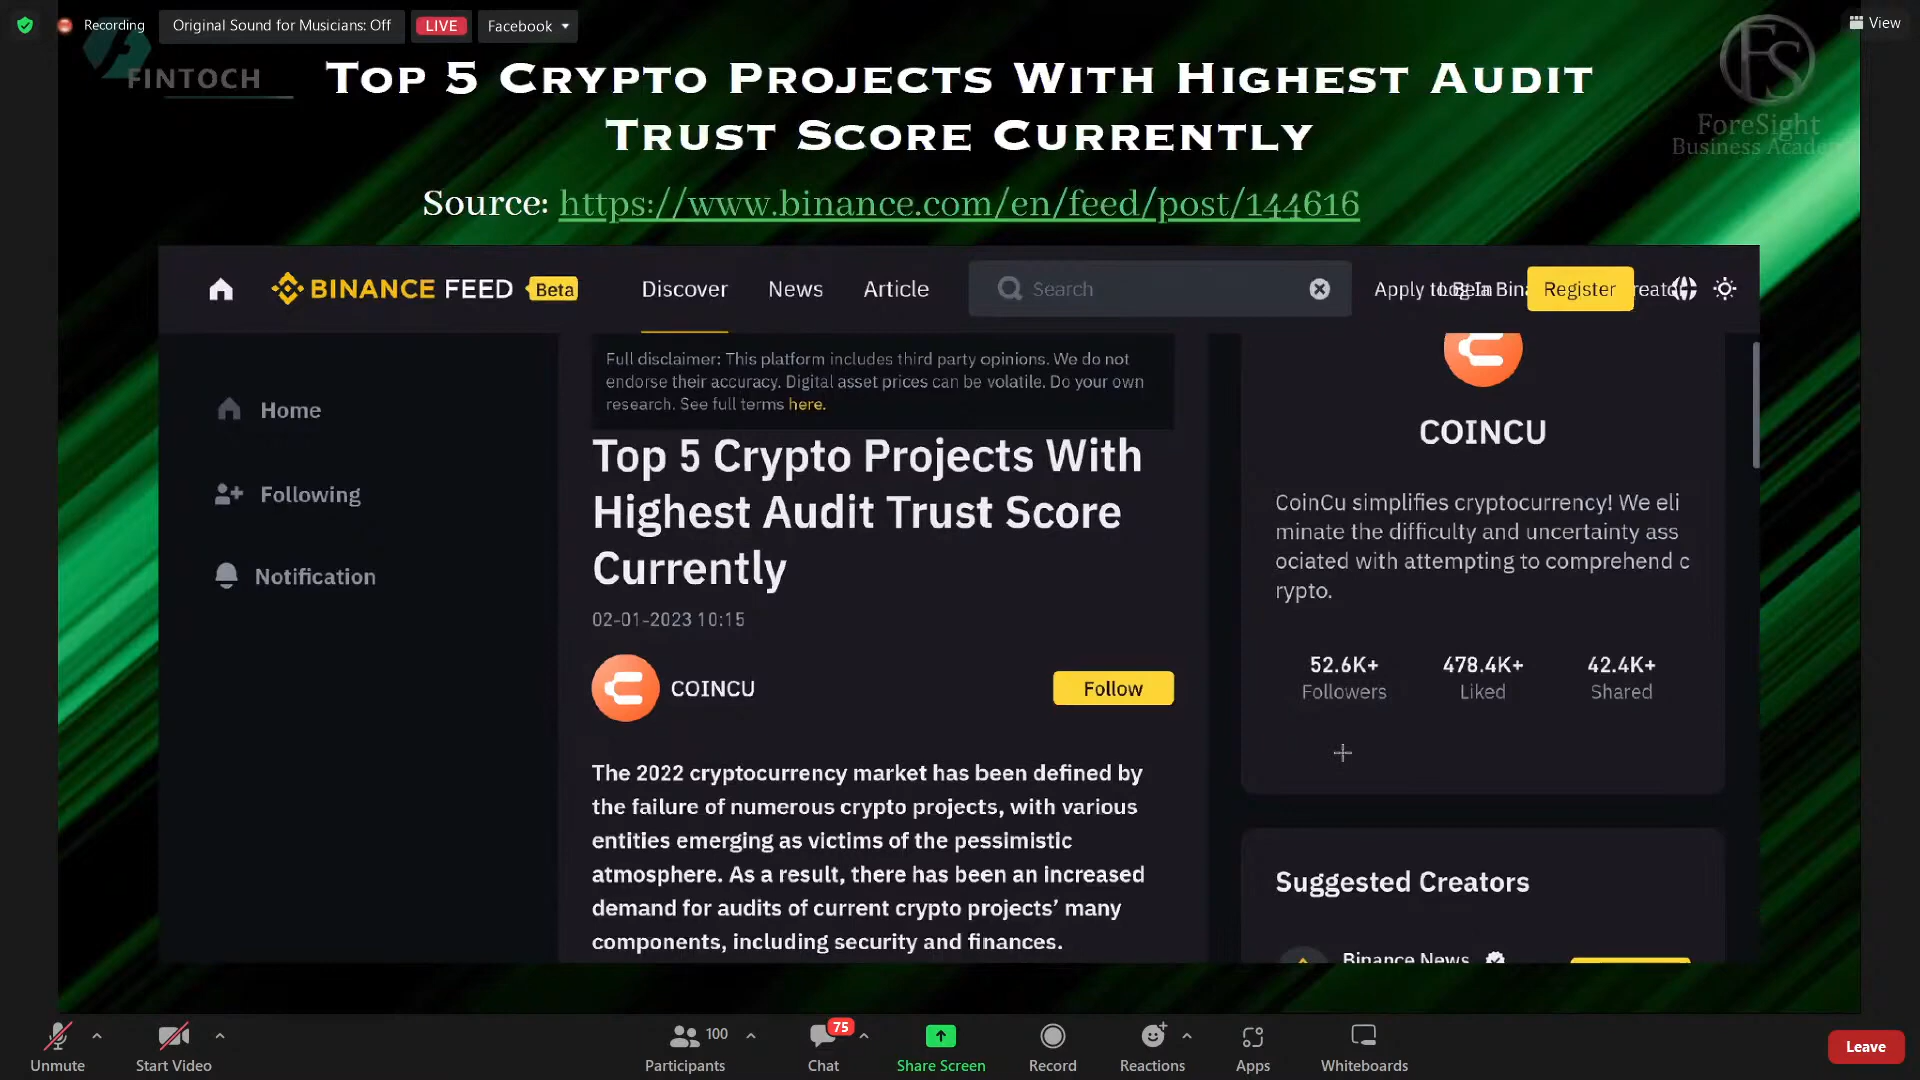 Recording
Original Sound for Musicians: Off
LIVE
Facebook
View
FINTOCH
FS
ForeSight
Business Acade
Top 5 Crypto Projects With Highest Audit
Trust Score Currently
Source: https://www.binance.com/en/feed/post/144616
BINANCE FEED Beta
Discover
News
Article
Search
Apply to
Log In
Register
Home
Following
Notification
Full disclaimer: This platform includes third party opinions. We do not
endorse their accuracy. Digital asset prices can be volatile. Do your own
research. See full terms here.
Top 5 Crypto Projects With
Highest Audit Trust Score
Currently
02-01-2023 10:15
COINCU
Follow
The 2022 cryptocurrency market has been defined by
the failure of numerous crypto projects, with various
entities emerging as victims of the pessimistic
atmosphere. As a result, there has been an increased
demand for audits of current crypto projects’ many
components, including security and finances.
COINCU
CoinCu simplifies cryptocurrency! We eli
minate the difficulty and uncertainty ass
ociated with attempting to comprehend c
rypto.
52.6K+ 478.4K+ 42.4K+
Followers Liked Shared
Suggested Creators
Binance News
Unmute
Start Video
100
Participants
75
Chat
Share Screen
Record
Reactions
Apps
Whiteboards
Leave